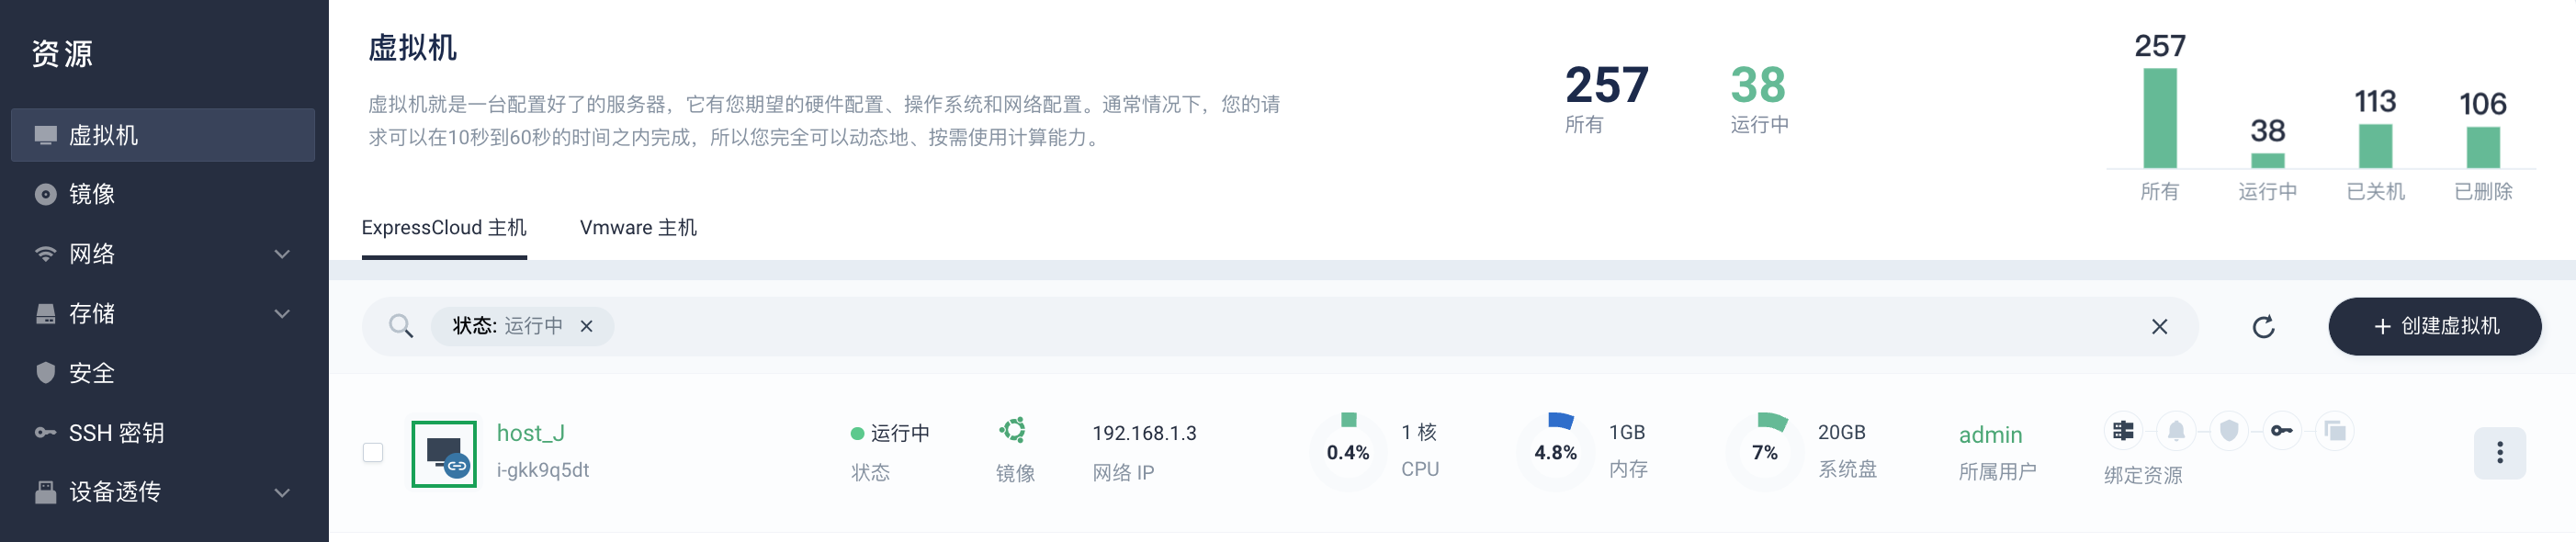 资源
虚拟机
镜像
网络
存储
安全
SSH 密钥
设备透传
虚拟机
虚拟机就是一台配置好了的服务器，它有您期望的硬件配置、操作系统和网络配置。通常情况下，您的请
求可以在10秒到60秒的时间之内完成，所以您完全可以动态地、按需使用计算能力。
257
所有
38
运行中
257
38
113
106
所有
运行中
已关机
已删除
ExpressCloud 主机
Vmware 主机
状态: 运行中
创建虚拟机
host_J
i-gkk9q5dt
运行中
状态
镜像
192.168.1.3
网络 IP
0.4%
1 核
CPU
4.8%
1GB
内存
7%
20GB
系统盘
admin
所属用户
绑定资源